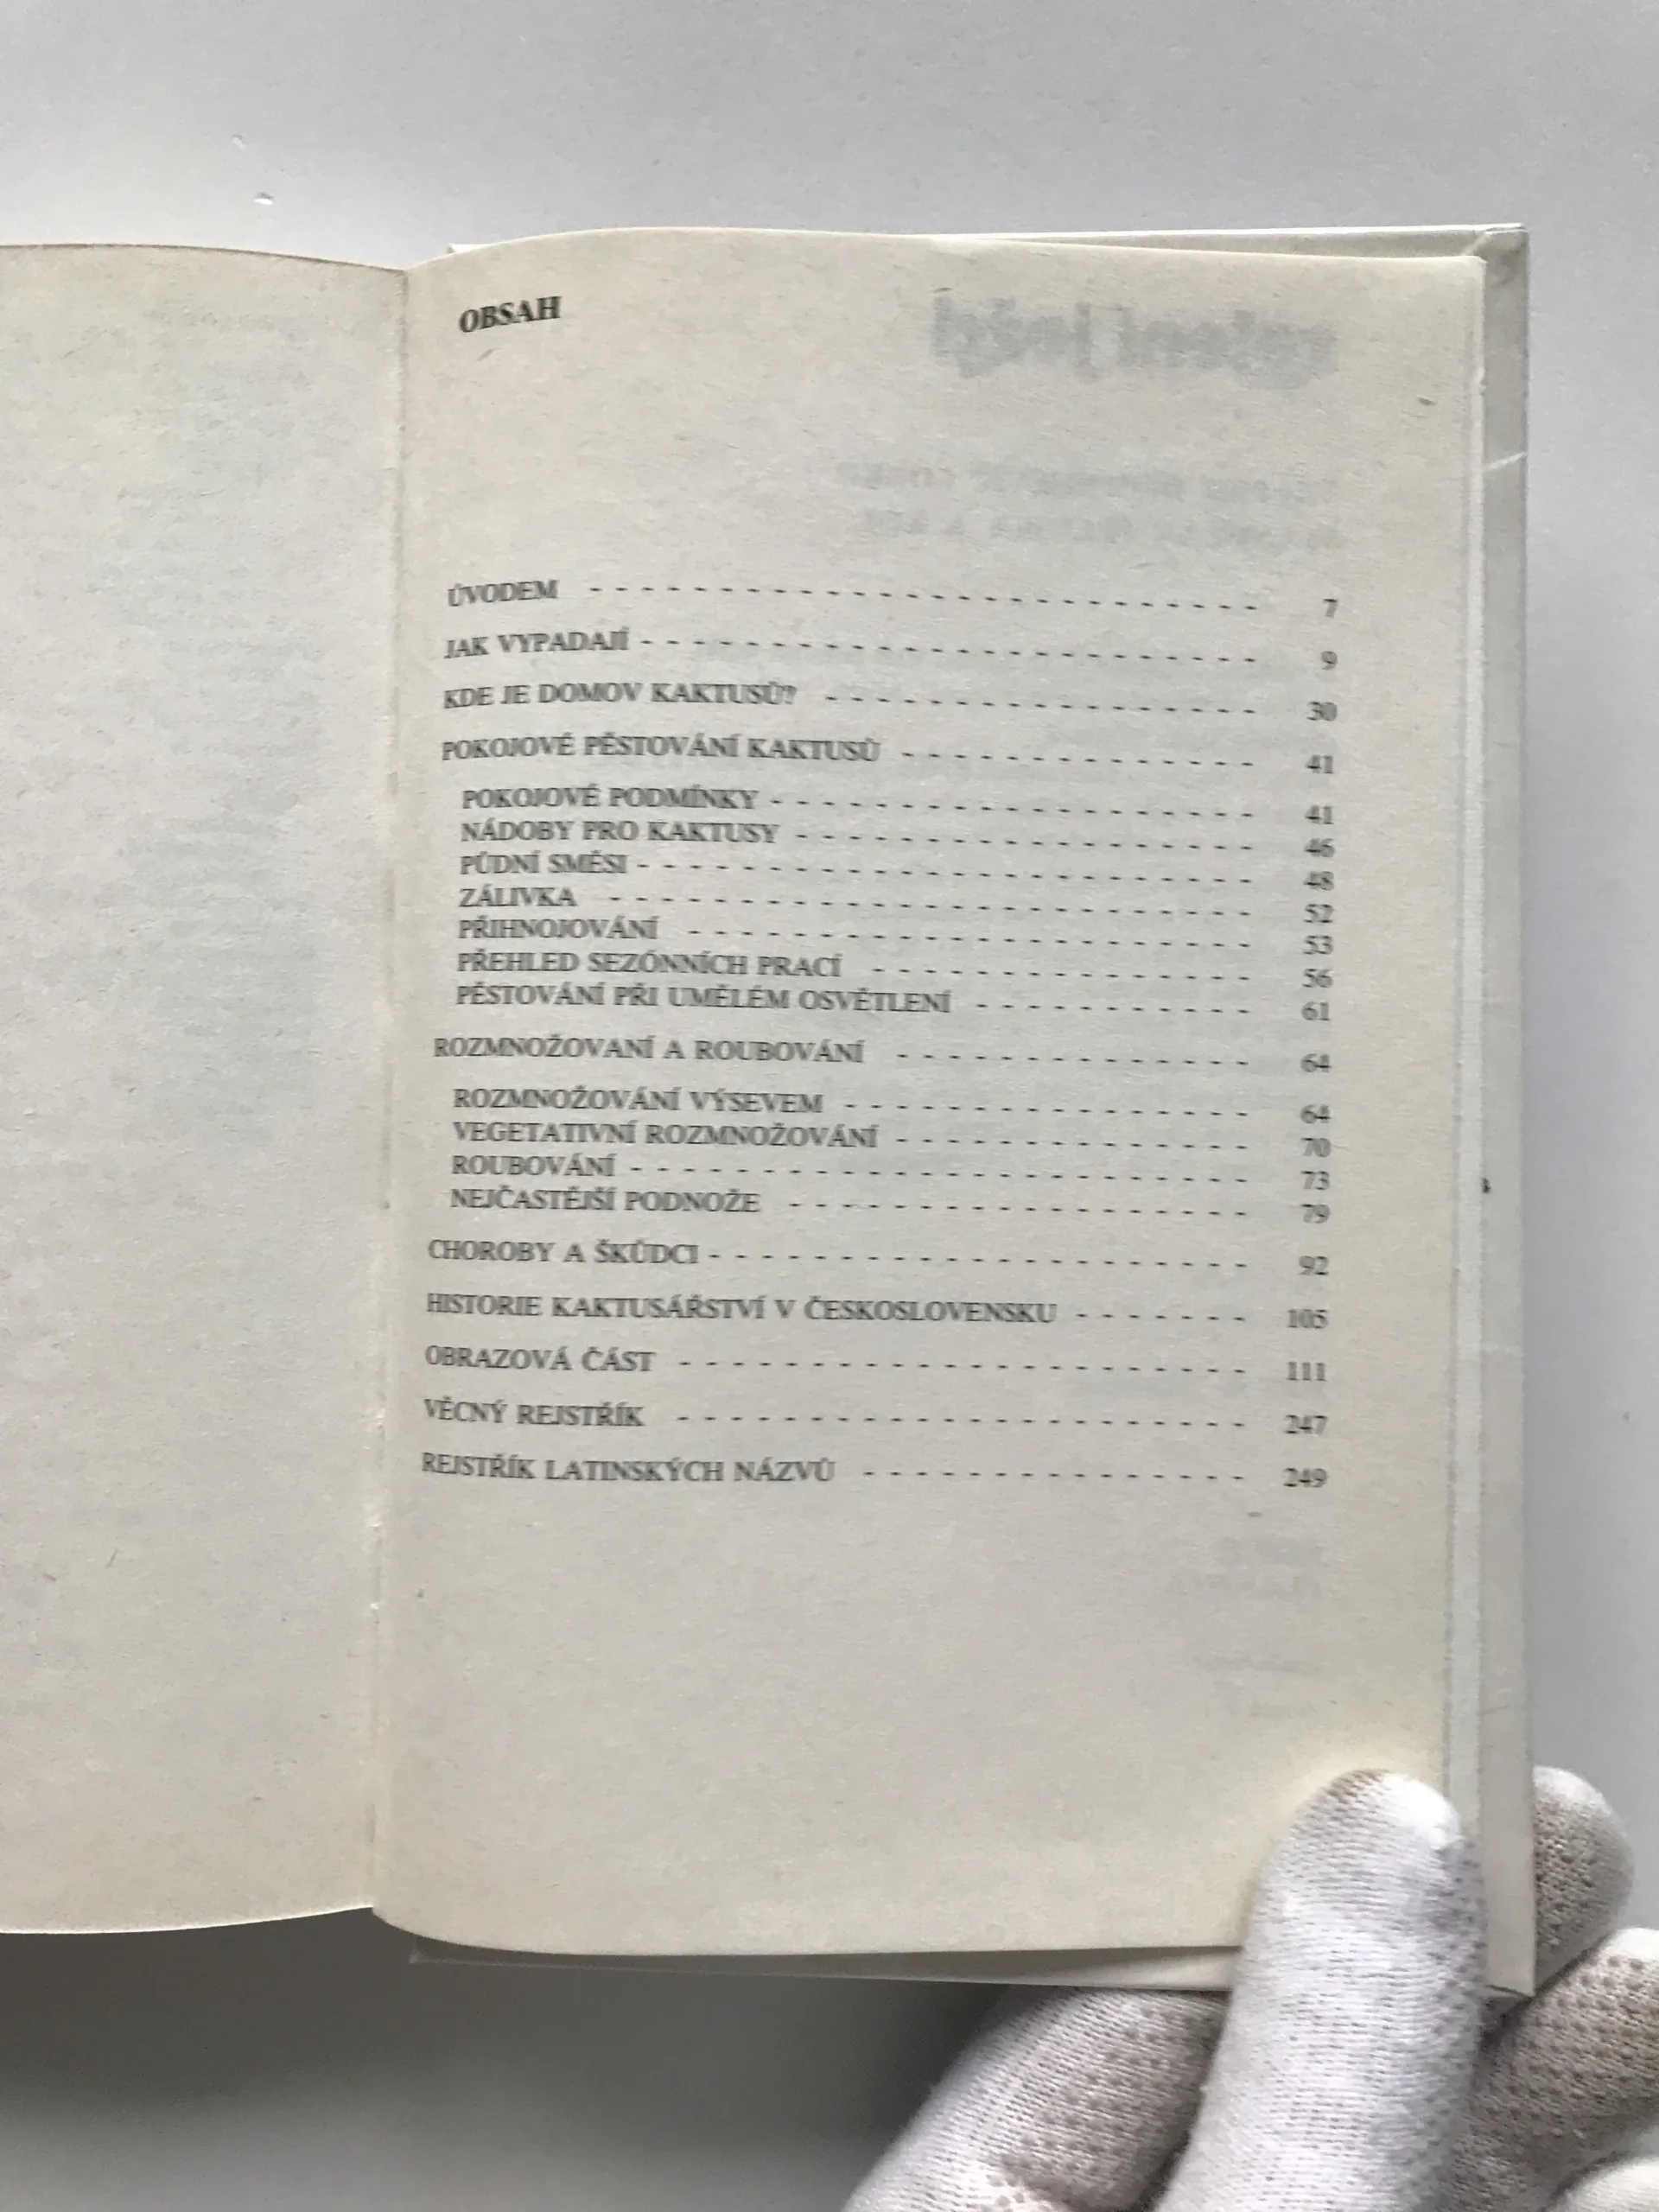 OBSAH
ÚVODEM - - - - - - - - - - - - - - - - - - - - - - - - - - 7
JAK VYPADAJÍ - - - - - - - - - - - - - - - - - - - - - - - - 9
KDE JE DOMOV KAKTUSŮ? - - - - - - - - - - - - - - - - - 30
POKOJOVÉ PĚSTOVÁNÍ KAKTUSŮ - - - - - - - - - - - - - - 41
POKOJOVÉ PODMÍNKY - - - - - - - - - - - - - - - - - - - 41
NÁDOBY PRO KAKTUSY - - - - - - - - - - - - - - - - - - 46
PŮDNÍ SMĚSI - - - - - - - - - - - - - - - - - - - - - - - - 48
ZÁLIVKA - - - - - - - - - - - - - - - - - - - - - - - - - 52
PŘIHNOJOVÁNÍ - - - - - - - - - - - - - - - - - - - - - - 53
PŘEHLED SEZÓNNÍCH PRACÍ - - - - - - - - - - - - - - - 56
PĚSTOVÁNÍ PŘI UMĚLÉM OSVĚTLENÍ - - - - - - - - - - - 61
ROZMNOŽOVANÍ A ROUBOVÁNÍ - - - - - - - - - - - - - - 64
ROZMNOŽOVÁNÍ VÝSEVEM - - - - - - - - - - - - - - - - 64
VEGETATIVNÍ ROZMNOŽOVÁNÍ - - - - - - - - - - - - - - 70
ROUBOVÁNÍ - - - - - - - - - - - - - - - - - - - - - - - - 73
NEJČASTĚJŠÍ PODNOŽE - - - - - - - - - - - - - - - - - - 79
CHOROBY A ŠKŮDCI - - - - - - - - - - - - - - - - - - - - - 92
HISTORIE KAKTUSÁŘSTVÍ V ČESKOSLOVENSKU - - - - - - - 105
OBRAZOVÁ ČÁST - - - - - - - - - - - - - - - - - - - - - - 111
VĚCNÝ REJSTŘÍK - - - - - - - - - - - - - - - - - - - - - - 247
REJSTŘÍK LATINSKÝCH NÁZVŮ - - - - - - - - - - - - - - - 249